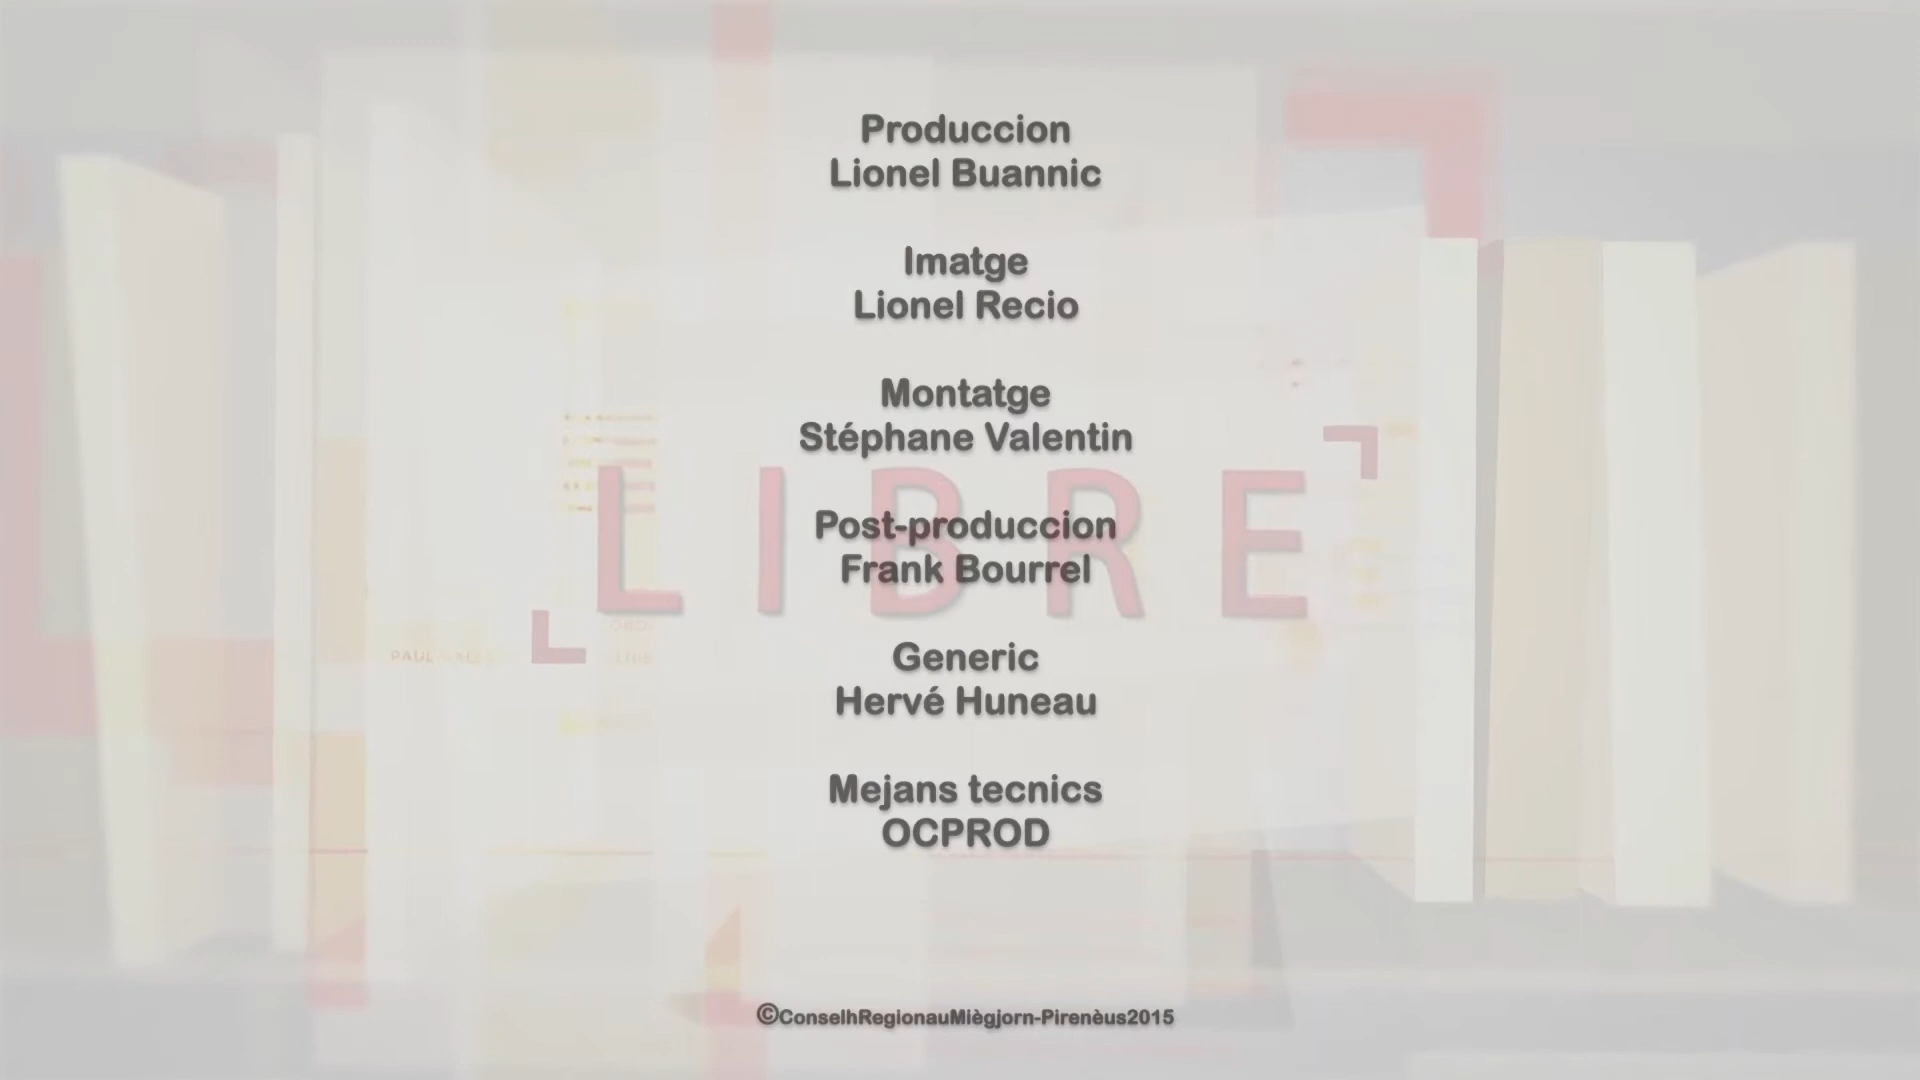 Produccion
Lionel Buannic
Imatge
Lionel Recio
Montatge
Stéphane Valentin
LIBRE
Post-produccion
Frank Bourrel
Generic
Hervé Huneau
PAUL
Mejans tecnics
OCPROD
©ConselhRegionauMiègjorn-Pirenèus2015